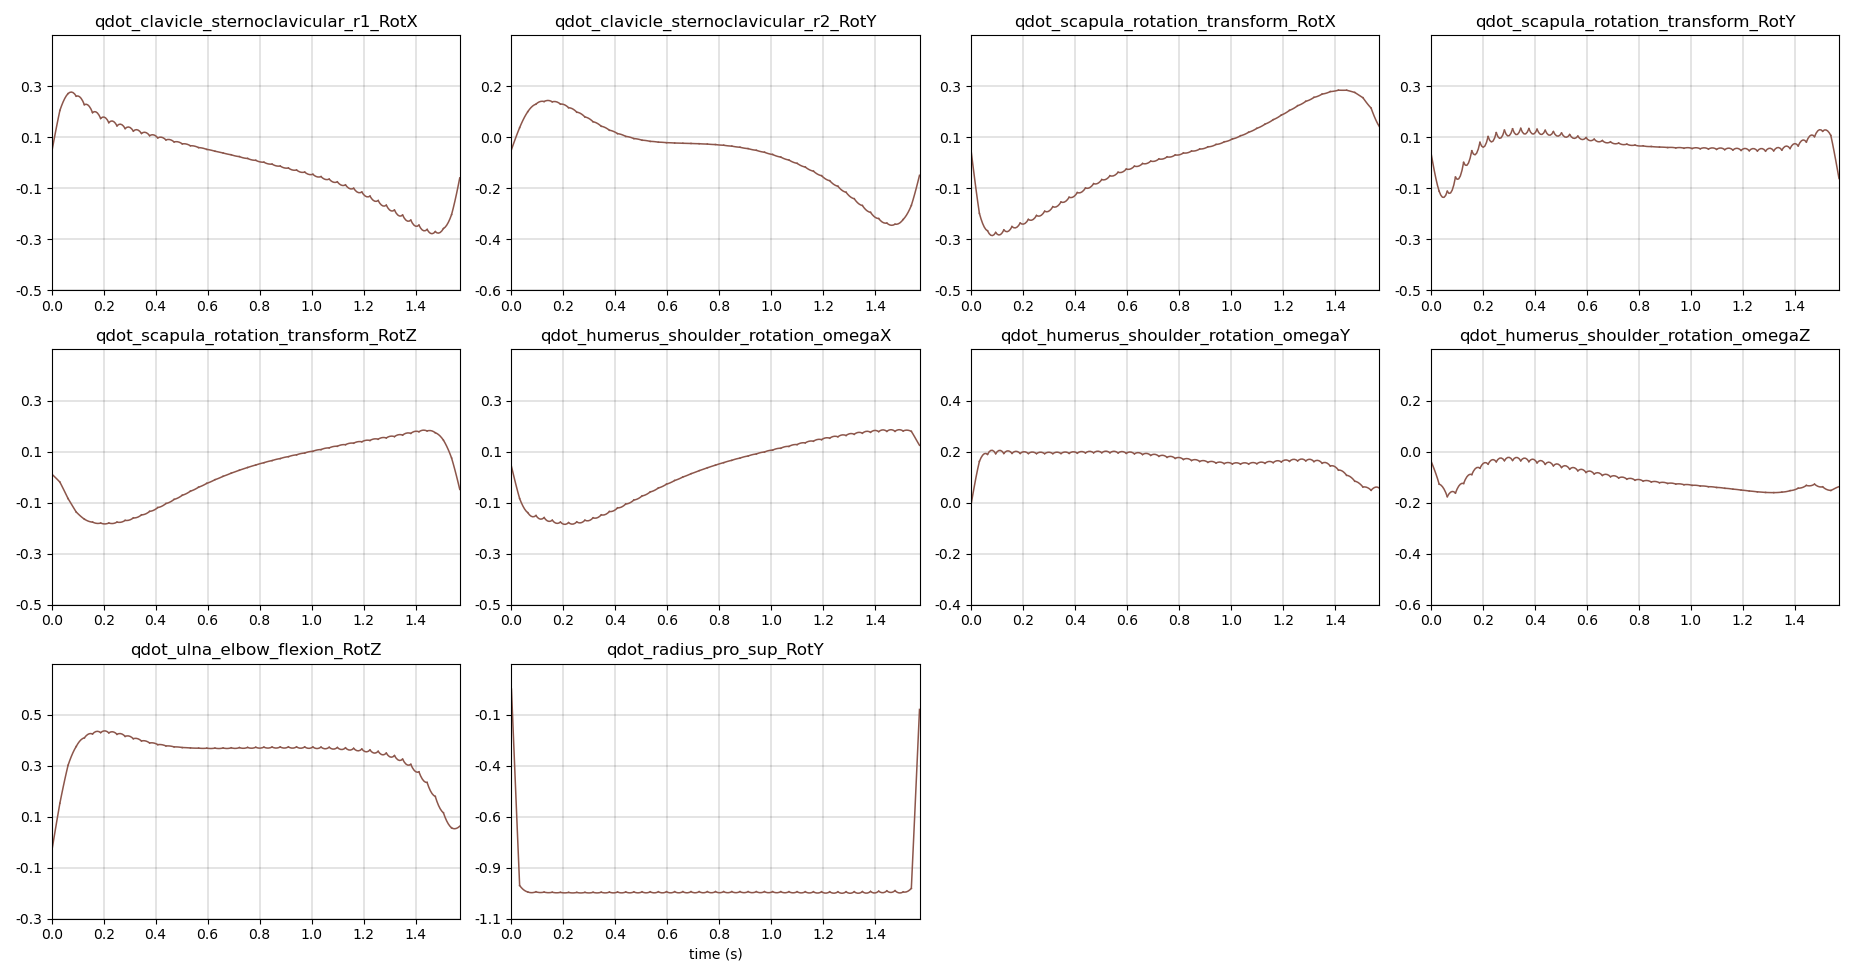 qdot_clavicle_sternoclavicular_r1_RotX
0.3
0.1
-0.1
-0.3
-0.5
0.0 0.2 0.4 0.6 0.8 1.0 1.2 1.4
qdot_clavicle_sternoclavicular_r2_RotY
0.2
0.0
-0.2
-0.4
-0.6
0.0 0.2 0.4 0.6 0.8 1.0 1.2 1.4
qdot_scapula_rotation_transform_RotX
0.3
0.1
-0.1
-0.3
-0.5
0.0 0.2 0.4 0.6 0.8 1.0 1.2 1.4
qdot_scapula_rotation_transform_RotY
0.3
0.1
-0.1
-0.3
-0.5
0.0 0.2 0.4 0.6 0.8 1.0 1.2 1.4
qdot_scapula_rotation_transform_RotZ
0.3
0.1
-0.1
-0.3
-0.5
0.0 0.2 0.4 0.6 0.8 1.0 1.2 1.4
qdot_humerus_shoulder_rotation_omegaX
0.3
0.1
-0.1
-0.3
-0.5
0.0 0.2 0.4 0.6 0.8 1.0 1.2 1.4
qdot_humerus_shoulder_rotation_omegaY
0.4
0.2
0.0
-0.2
-0.4
0.0 0.2 0.4 0.6 0.8 1.0 1.2 1.4
qdot_humerus_shoulder_rotation_omegaZ
0.2
0.0
-0.2
-0.4
-0.6
0.0 0.2 0.4 0.6 0.8 1.0 1.2 1.4
qdot_ulna_elbow_flexion_RotZ
0.5
0.3
0.1
-0.1
-0.3
0.0 0.2 0.4 0.6 0.8 1.0 1.2 1.4
qdot_radius_pro_sup_RotY
-0.1
-0.4
-0.6
-0.9
-1.1
0.0 0.2 0.4 0.6 0.8 1.0 1.2 1.4
time (s)